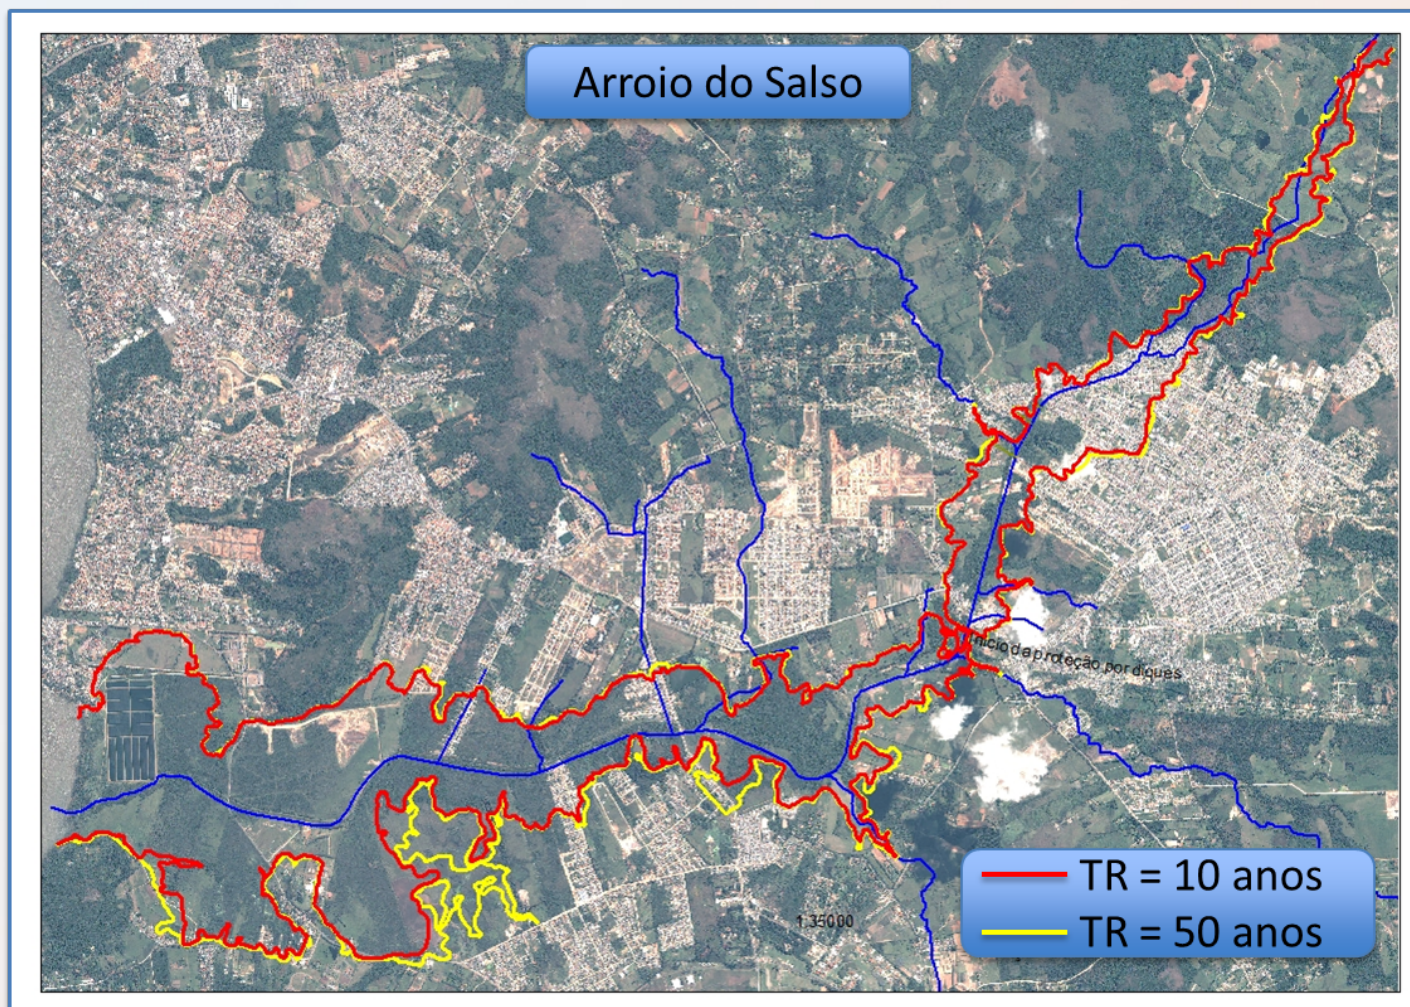 Arroio do Salso
Início da proteção por diques
1:35000
TR = 10 anos
TR = 50 anos